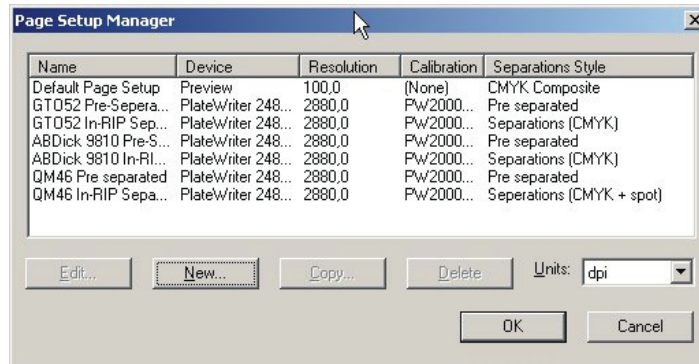 Page Setup Manager
Name Device Resolution Calibration Separations Style
Default Page Setup Preview 100,0 (None) CMYK Composite
GTO52 Pre-Sepera... PlateWriter 248... 2880,0 PW2000... Pre separated
GTO52 In-RIP Sep... PlateWriter 248... 2880,0 PW2000... Separations (CMYK)
ABDick 9810 Pre-S... PlateWriter 248... 2880,0 PW2000... Pre separated
ABDick 9810 In-RI... PlateWriter 248... 2880,0 PW2000... Separations (CMYK)
QM46 Pre separated PlateWriter 248... 2880,0 PW2000... Pre separated
QM46 In-RIP Sepa... PlateWriter 248... 2880,0 PW2000... Seperations (CMYK + spot)
Edit... New... Copy... Delete Units: dpi
OK Cancel